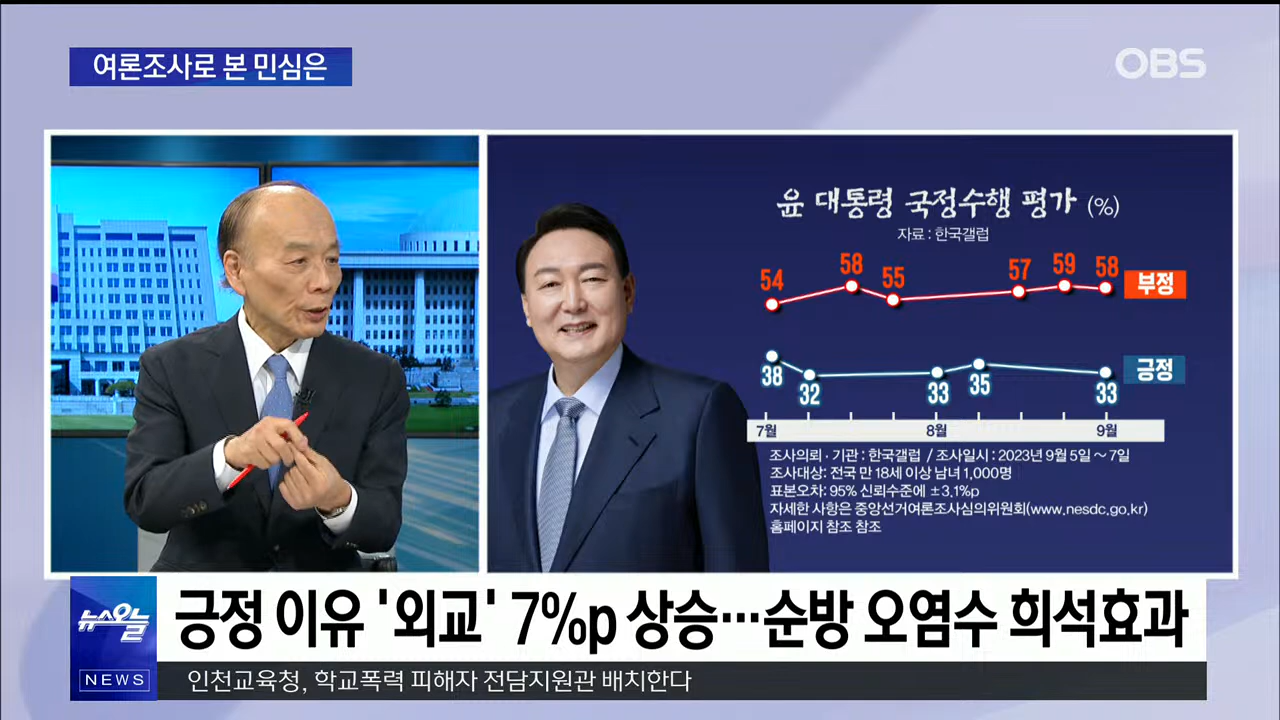 여론조사로 본 민심은
OBS
윤 대통령 국정수행 평가 (%)
자료 : 한국갤럽
54 58 55 57 59 58 부정
38 32 33 35 33 긍정
7월 8월 9월
조사의뢰·기관 : 한국갤럽 / 조사일시 : 2023년 9월 5일 ~ 7일
조사대상: 전국 만 18세 이상 남녀 1,000명
표본오차: 95% 신뢰수준에 ±3.1%p
자세한 사항은 중앙선거여론조사심의위원회(www.nesdc.go.kr)
홈페이지 참조 참조
뉴스오늘
NEWS
긍정 이유 '외교' 7%p 상승…순방 오염수 희석효과
인천교육청, 학교폭력 피해자 전담지원관 배치한다